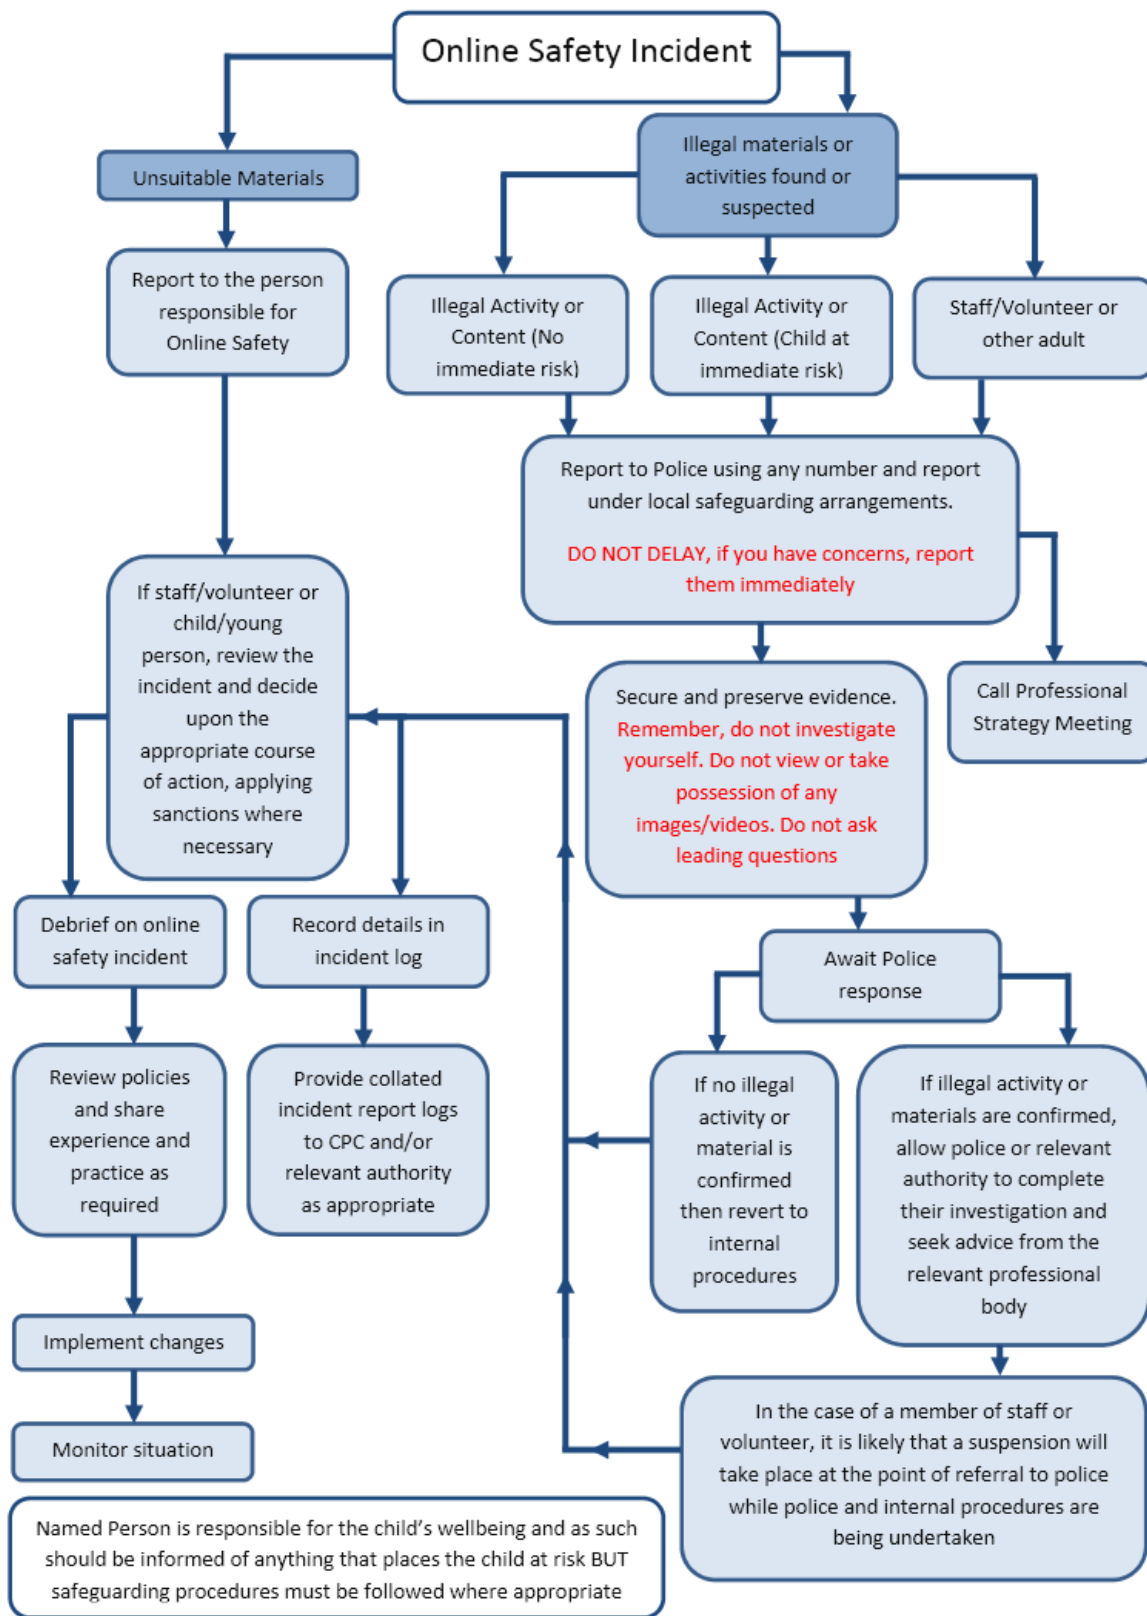 Online Safety Incident
Unsuitable Materials
Illegal materials or
activities found or
suspected
Report to the person
responsible for
Online Safety
Illegal Activity or
Content (No
immediate risk)
Illegal Activity or
Content (Child at
immediate risk)
Staff/Volunteer or
other adult
Report to Police using any number and report
under local safeguarding arrangements.
DO NOT DELAY, if you have concerns, report
them immediately
If staff/volunteer or
child/young
person, review the
incident and decide
upon the
appropriate course
of action, applying
sanctions where
necessary
Secure and preserve evidence.
Remember, do not investigate
yourself. Do not view or take
possession of any
images/videos. Do not ask
leading questions
Call Professional
Strategy Meeting
Debrief on online
safety incident
Record details in
incident log
Await Police
response
Review policies
and share
experience and
practice as
required
Provide collated
incident report logs
to CPC and/or
relevant authority
as appropriate
If no illegal
activity or
material is
confirmed
then revert to
internal
procedures
If illegal activity or
materials are confirmed,
allow police or relevant
authority to complete
their investigation and
seek advice from the
relevant professional
body
Implement changes
Monitor situation
In the case of a member of staff or
volunteer, it is likely that a suspension will
take place at the point of referral to police
while police and internal procedures are
being undertaken
Named Person is responsible for the child’s wellbeing and as such
should be informed of anything that places the child at risk BUT
safeguarding procedures must be followed where appropriate